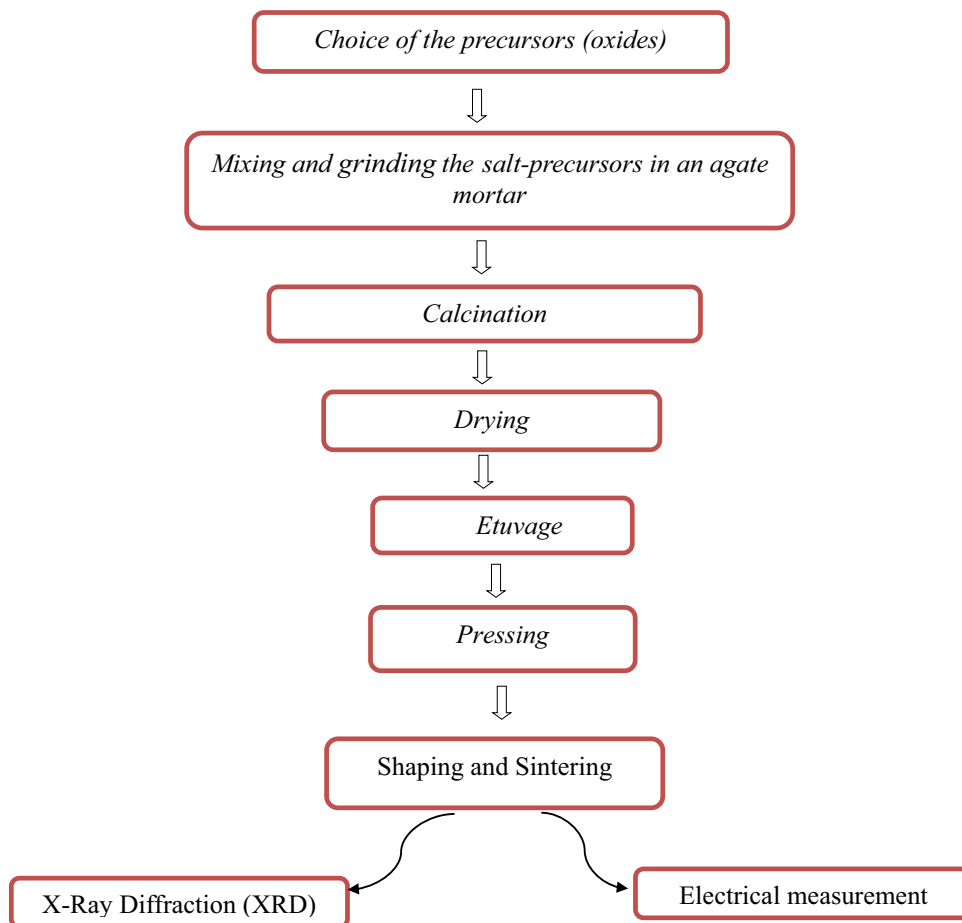 Choice of the precursors (oxides)
Mixing and grinding the salt-precursors in an agate
mortar
Calcination
Drying
Etuvage
Pressing
Shaping and Sintering
X-Ray Diffraction (XRD)
Electrical measurement